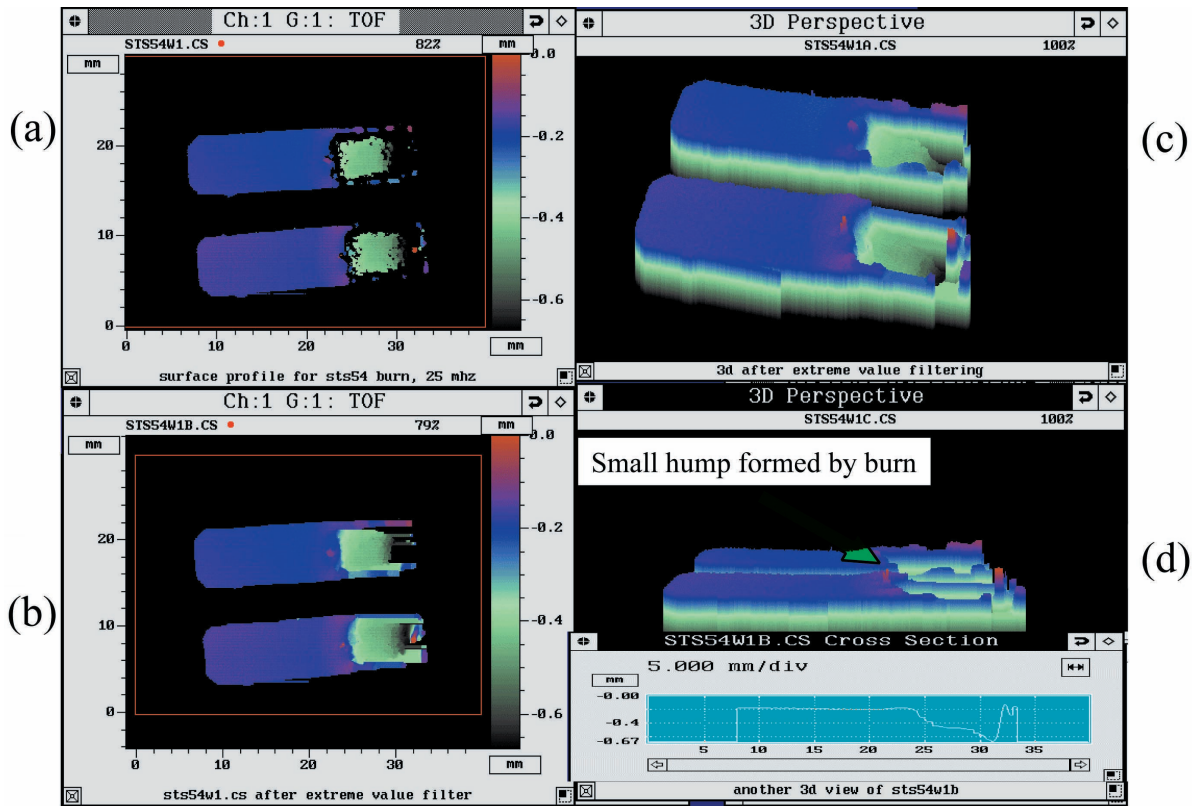 (a)
Ch:1 G:1: TOF
STS54W1.CS
82%
mm
mm
0.0
-0.2
-0.4
-0.6
20
10
0
0 10 20 30
mm
surface profile for sts54 burn, 25 mhz
(b)
Ch:1 G:1: TOF
STS54W1B.CS
79%
mm
mm
0.0
-0.2
-0.4
-0.6
20
10
0
0 10 20 30
mm
sts54w1.cs after extreme value filter
(c)
3D Perspective
STS54W1A.CS
100%
3d after extreme value filtering
(d)
3D Perspective
STS54W1C.CS
100%
Small hump formed by burn
STS54W1B.CS Cross Section
5.000 mm/div
mm
-0.00
-0.4
-0.67
5 10 15 20 25 30 35
another 3d view of sts54w1b